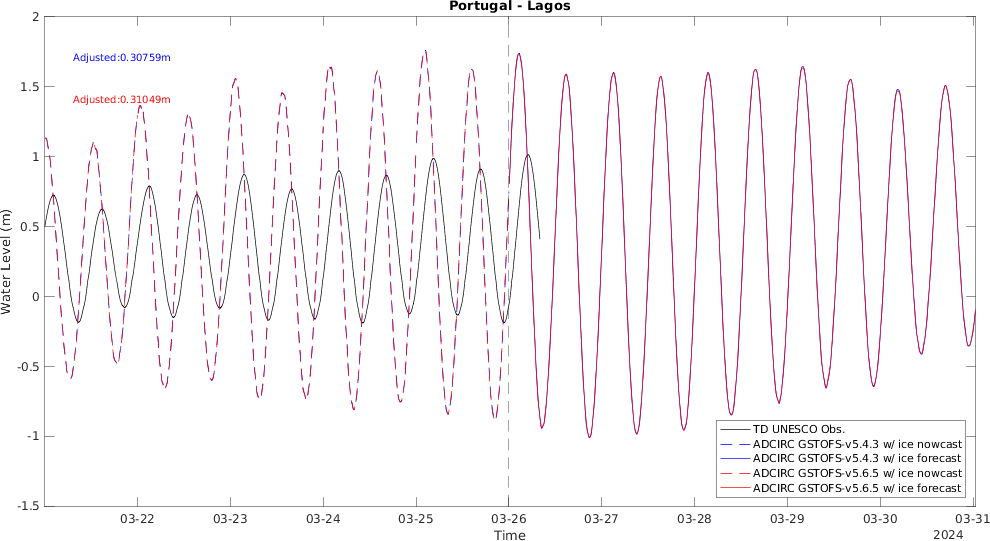 Portugal - Lagos
Adjusted:0.30759m
Adjusted:0.31049m
Water Level (m)
2
1.5
1
0.5
0
-0.5
-1
-1.5
03-22
03-23
03-24
03-25
03-26
03-27
03-28
03-29
03-30
03-31
Time
2024
TD UNESCO Obs.
ADCIRC GSTOFS-v5.4.3 w/ ice nowcast
ADCIRC GSTOFS-v5.4.3 w/ ice forecast
ADCIRC GSTOFS-v5.6.5 w/ ice nowcast
ADCIRC GSTOFS-v5.6.5 w/ ice forecast